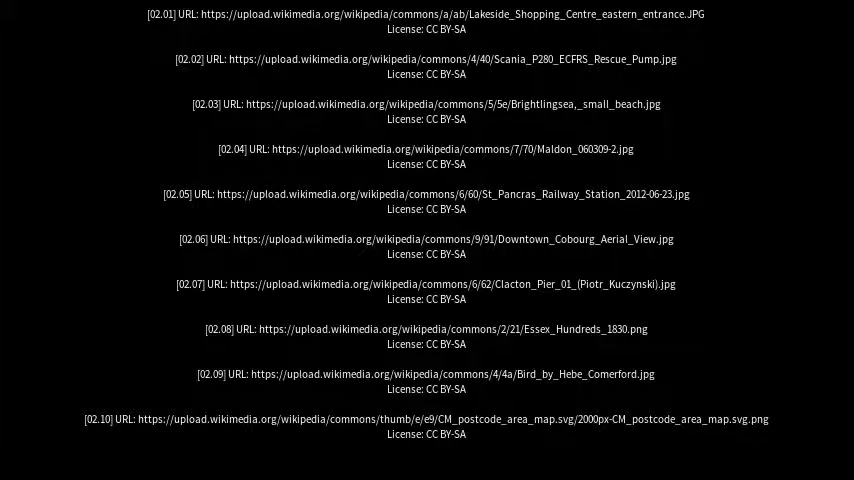 [02.01] URL: https://upload.wikimedia.org/wikipedia/commons/a/ab/Lakeside_Shopping_Centre_eastern_entrance.JPG
License: CC BY-SA
[02.02] URL: https://upload.wikimedia.org/wikipedia/commons/4/40/Scania_P280_ECFRS_Rescue_Pump.jpg
License: CC BY-SA
[02.03] URL: https://upload.wikimedia.org/wikipedia/commons/5/5e/Brightlingsea,_small_beach.jpg
License: CC BY-SA
[02.04] URL: https://upload.wikimedia.org/wikipedia/commons/7/70/Maldon_060309-2.jpg
License: CC BY-SA
[02.05] URL: https://upload.wikimedia.org/wikipedia/commons/6/60/St_Pancras_Railway_Station_2012-06-23.jpg
License: CC BY-SA
[02.06] URL: https://upload.wikimedia.org/wikipedia/commons/9/91/Downtown_Cobourg_Aerial_View.jpg
License: CC BY-SA
[02.07] URL: https://upload.wikimedia.org/wikipedia/commons/6/62/Clacton_Pier_01_(Piotr_Kuczynski).jpg
License: CC BY-SA
[02.08] URL: https://upload.wikimedia.org/wikipedia/commons/2/21/Essex_Hundreds_1830.png
License: CC BY-SA
[02.09] URL: https://upload.wikimedia.org/wikipedia/commons/4/4a/Bird_by_Hebe_Comerford.jpg
License: CC BY-SA
[02.10] URL: https://upload.wikimedia.org/wikipedia/commons/thumb/e/e9/CM_postcode_area_map.svg/2000px-CM_postcode_area_map.svg.png
License: CC BY-SA